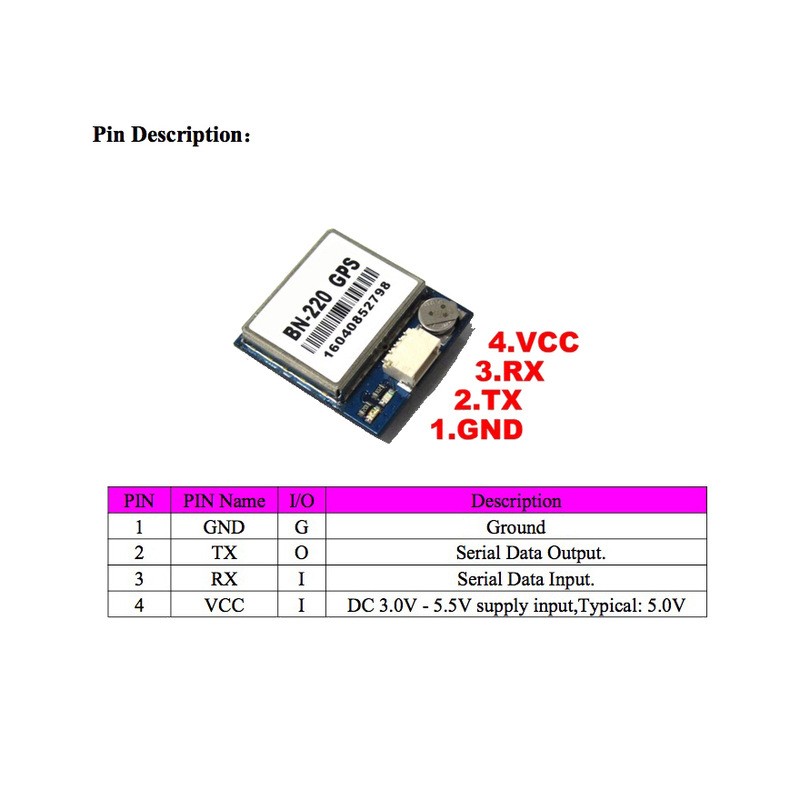 Pin Description：
BN-220 GPS
16040852798
4.VCC
3.RX
2.TX
1.GND
PIN PIN Name I/O Description
1 GND G Ground
2 TX O Serial Data Output.
3 RX I Serial Data Input.
4 VCC I DC 3.0V - 5.5V supply input,Typical: 5.0V